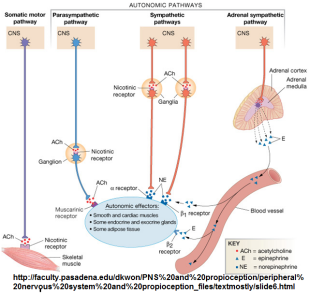 AUTONOMIC PATHWAYS
Somatic motor
pathway
Parasympathetic
pathway
Sympathetic
pathways
Adrenal sympathetic
pathway
CNS
CNS
CNS
CNS
CNS
ACh
Nicotinic
receptor
Ganglia
Adrenal cortex
Adrenal
medulla
ACh
Nicotinic
receptor
Ganglion
E
NE
α receptor
ACh
Muscarinic
receptor
Autonomic effectors:
• Smooth and cardiac muscles
• Some endocrine and exocrine glands
• Some adipose tissue
β1 receptor
Blood vessel
E
β2
receptor
ACh
Nicotinic
receptor
Skeletal
muscle
KEY
ACh = acetylcholine
E = epinephrine
NE = norepinephrine
http://faculty.pasadena.edu/dkwon/PNS%20and%20propioception/peripheral%
20nervous%20system%20and%20propioception_files/textmostly/slide6.html